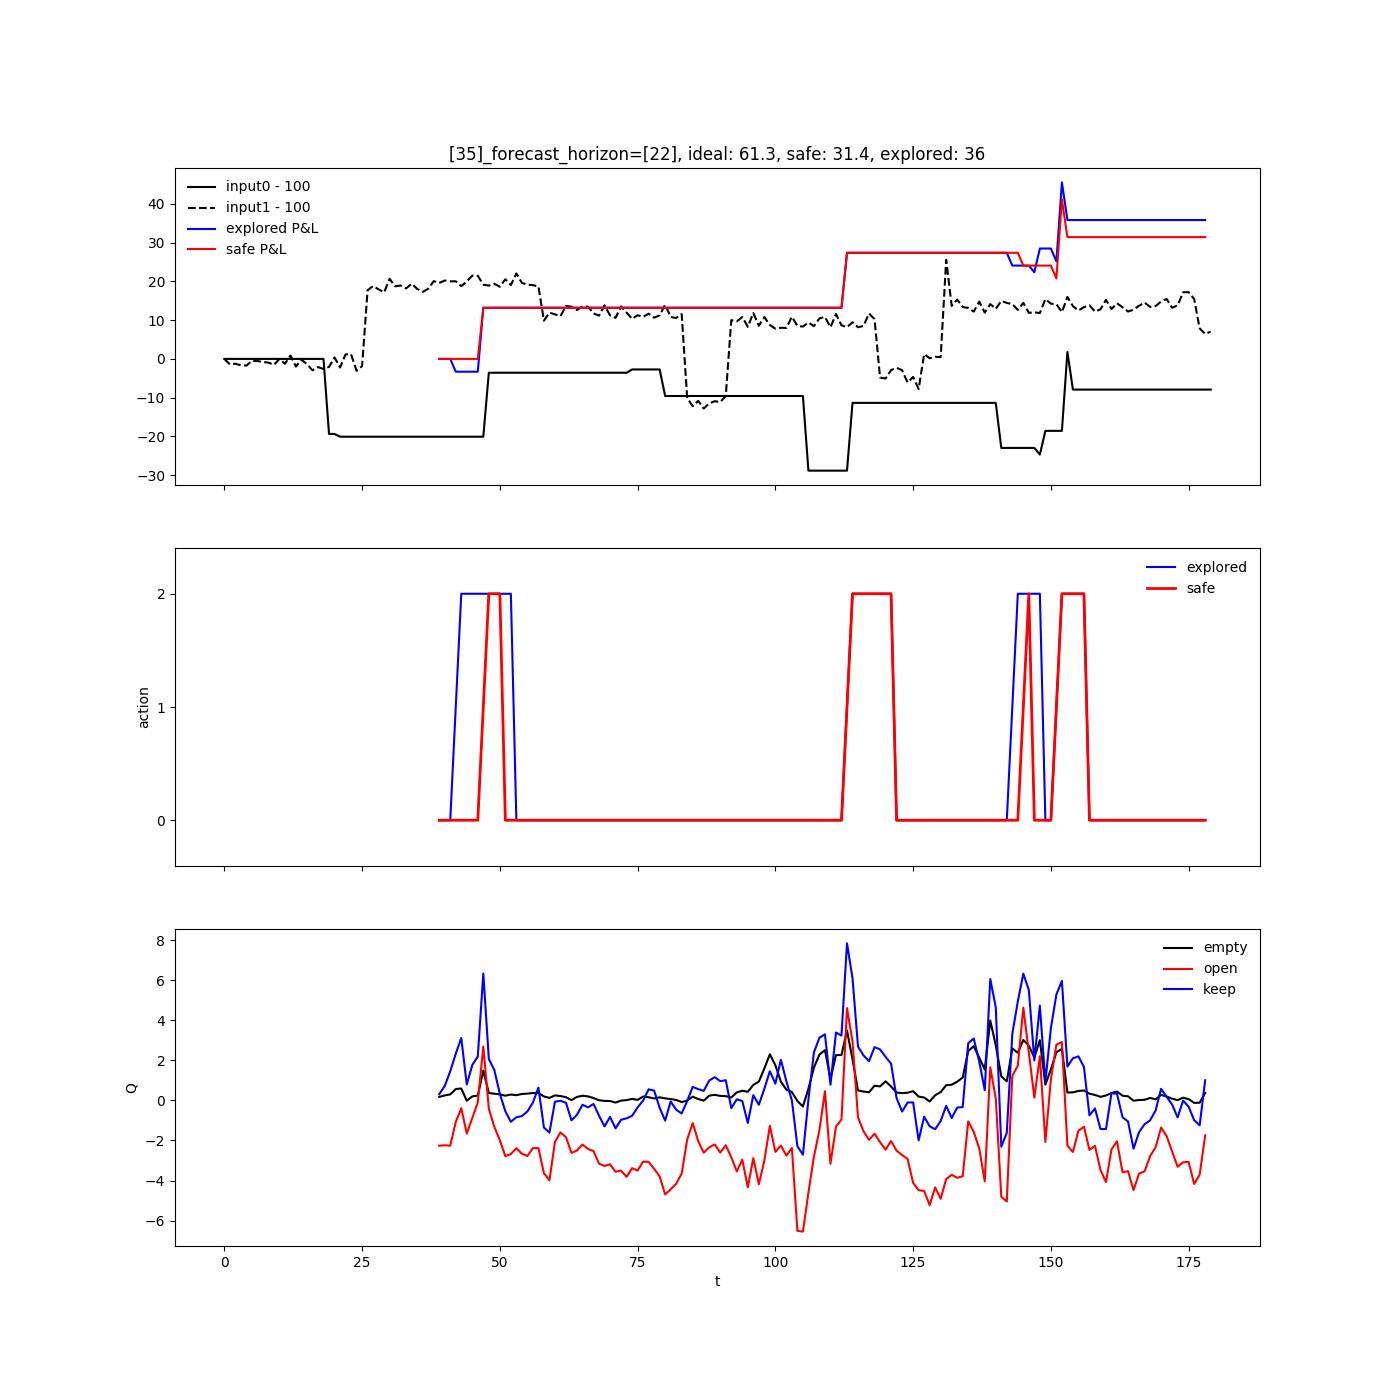 [35]_forecast_horizon=[22], ideal: 61.3, safe: 31.4, explored: 36
input0 - 100
input1 - 100
explored P&L
safe P&L
40
30
20
10
0
−10
−20
−30
explored
safe
2
1
0
action
empty
open
keep
8
6
4
2
0
−2
−4
−6
Q
0 25 50 75 100 125 150 175
t